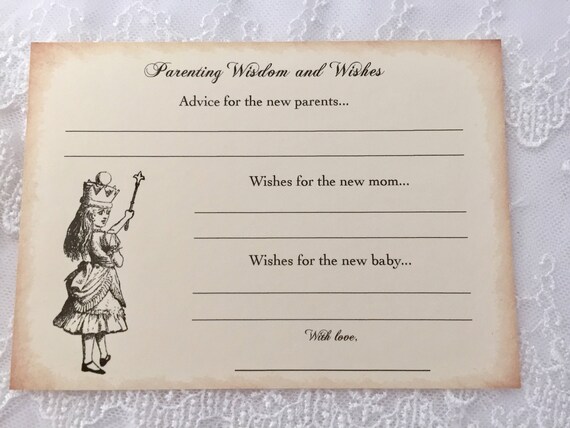 Parenting Wisdom and Wishes
Advice for the new parents...
Wishes for the new mom...
Wishes for the new baby...
With love,